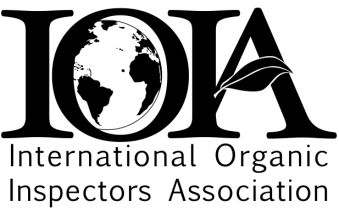 IOIA
International Organic
Inspectors Association